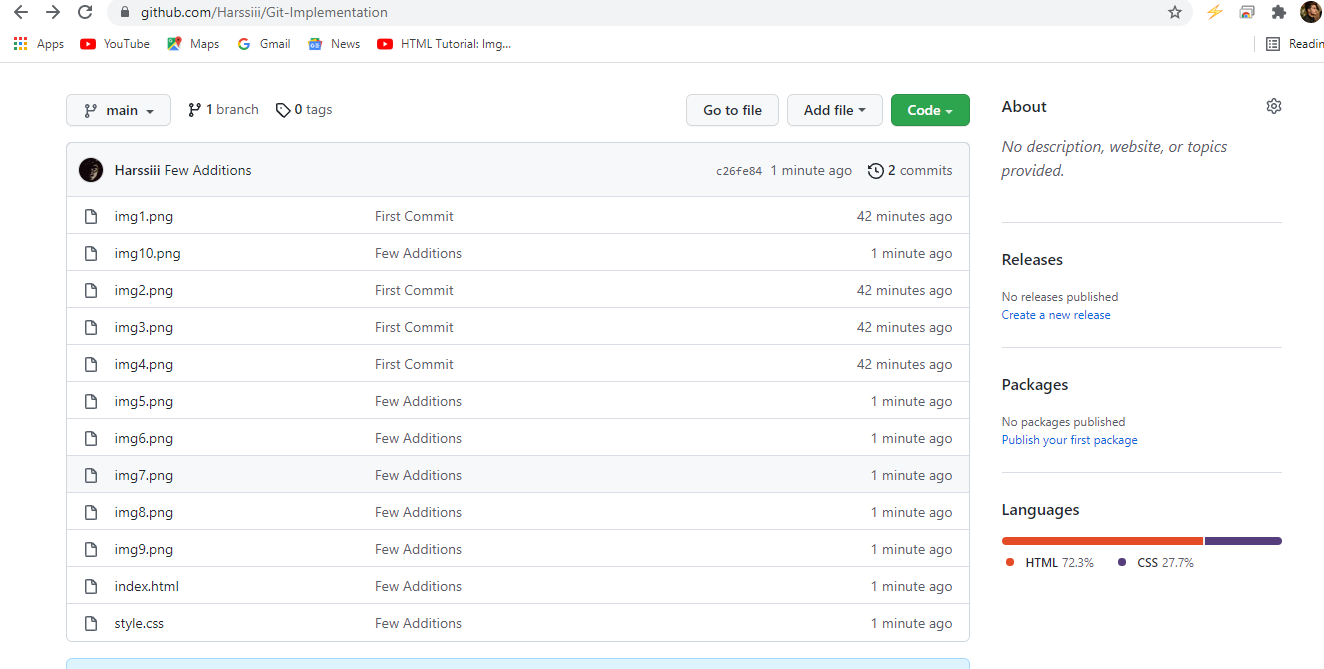 github.com/Harssiii/Git-Implementation
Apps YouTube Maps Gmail News HTML Tutorial: Img... Readin
main 1 branch 0 tags Go to file Add file Code
Harssiii Few Additions c26fe84 1 minute ago 2 commits
img1.png First Commit 42 minutes ago
img10.png Few Additions 1 minute ago
img2.png First Commit 42 minutes ago
img3.png First Commit 42 minutes ago
img4.png First Commit 42 minutes ago
img5.png Few Additions 1 minute ago
img6.png Few Additions 1 minute ago
img7.png Few Additions 1 minute ago
img8.png Few Additions 1 minute ago
img9.png Few Additions 1 minute ago
index.html Few Additions 1 minute ago
style.css Few Additions 1 minute ago
About
No description, website, or topics
provided.
Releases
No releases published
Create a new release
Packages
No packages published
Publish your first package
Languages
HTML 72.3% CSS 27.7%